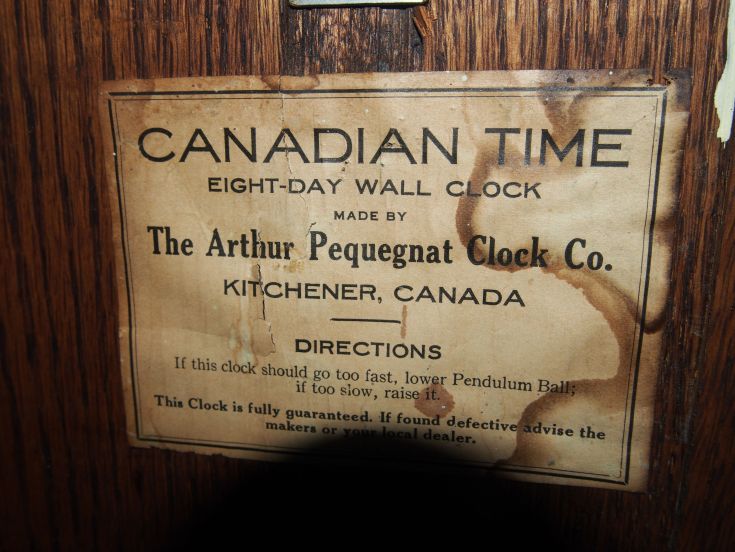 CANADIAN TIME
EIGHT-DAY WALL CLOCK
MADE BY
The Arthur Pequegnat Clock Co.
KITCHENER, CANADA
DIRECTIONS
If this clock should go too fast, lower Pendulum Ball;
if too slow, raise it.
This Clock is fully guaranteed. If found defective advise the
makers or your local dealer.